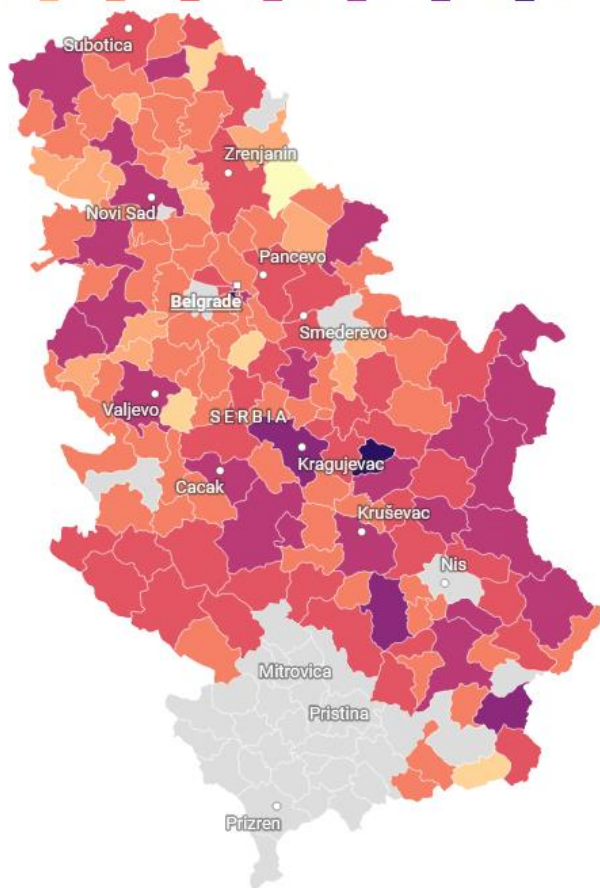 Subotica
Zrenjanin
Novi Sad
Pancevo
Belgrade
Smederevo
Valjevo
SERBIA
Kragujevac
Cacak
Kruševac
Nis
Mitrovica
Pristina
Prizren